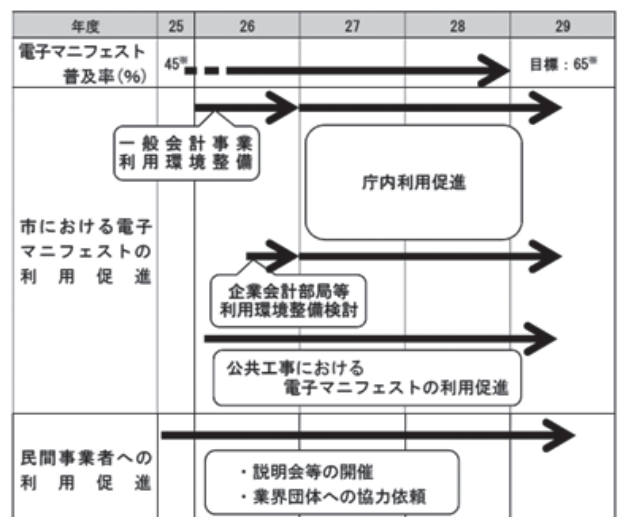 年度 25 26 27 28 29
電子マニフェスト
普及率(%)
45※
目標：65※
一般会計事業
利用環境整備
庁内利用促進
市における電子
マニフェストの
利用促進
企業会計部局等
利用環境整備検討
公共工事における
電子マニフェストの利用促進
民間事業者への
利用促進
・説明会等の開催
・業界団体への協力依頼